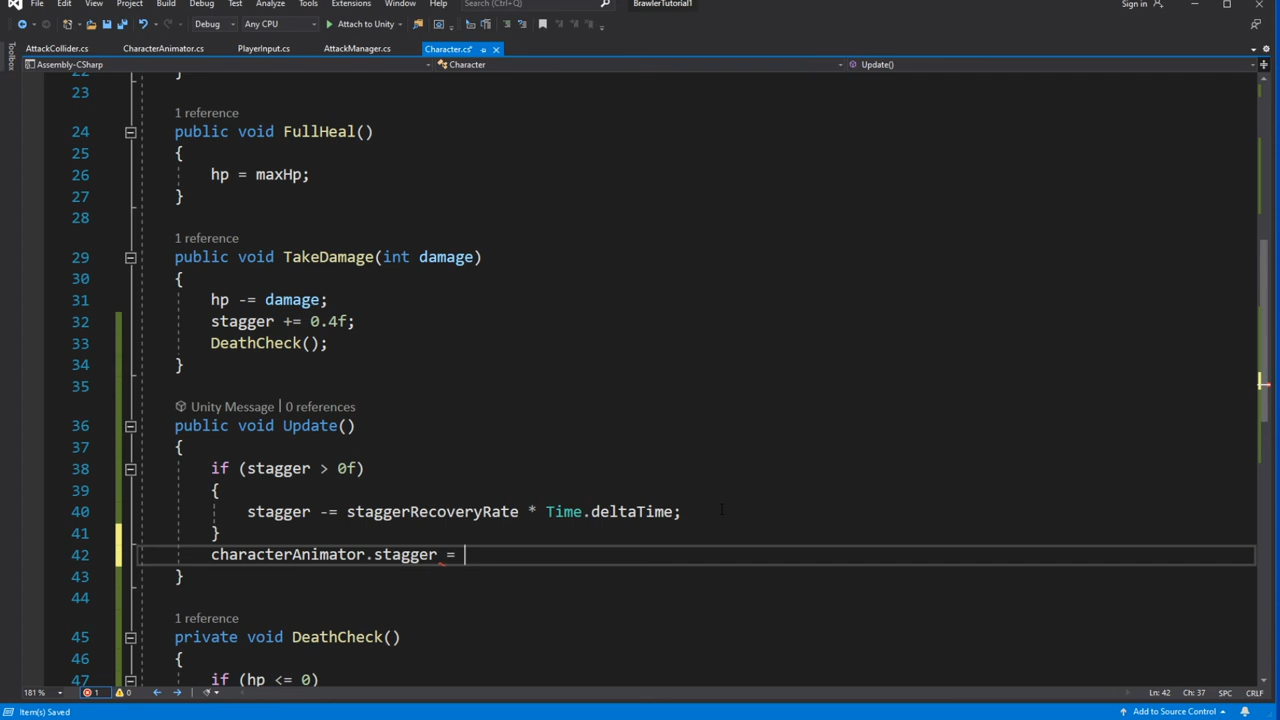 File Edit View Project Build Debug Test Analyze Tools Extensions Window Help Search (Ctrl+Q) BrawlerTutorial1 Sign in
Debug Any CPU Attach to Unity
AttackCollider.cs CharacterAnimator.cs PlayerInput.cs AttackManager.cs Character.cs*
Toolbox
Assembly-CSharp Character Update()
22 }
23
1 reference
24 public void FullHeal()
25 {
26 hp = maxHp;
27 }
28
1 reference
29 public void TakeDamage(int damage)
30 {
31 hp -= damage;
32 stagger += 0.4f;
33 DeathCheck();
34 }
35
Unity Message | 0 references
36 public void Update()
37 {
38 if (stagger > 0f)
39 {
40 stagger -= staggerRecoveryRate * Time.deltaTime;
41 }
42 characterAnimator.stagger =
43 }
44
1 reference
45 private void DeathCheck()
46 {
47 if (hp <= 0)
181 % 1 0 Ln: 42 Ch: 37 SPC CRLF
Item(s) Saved Add to Source Control